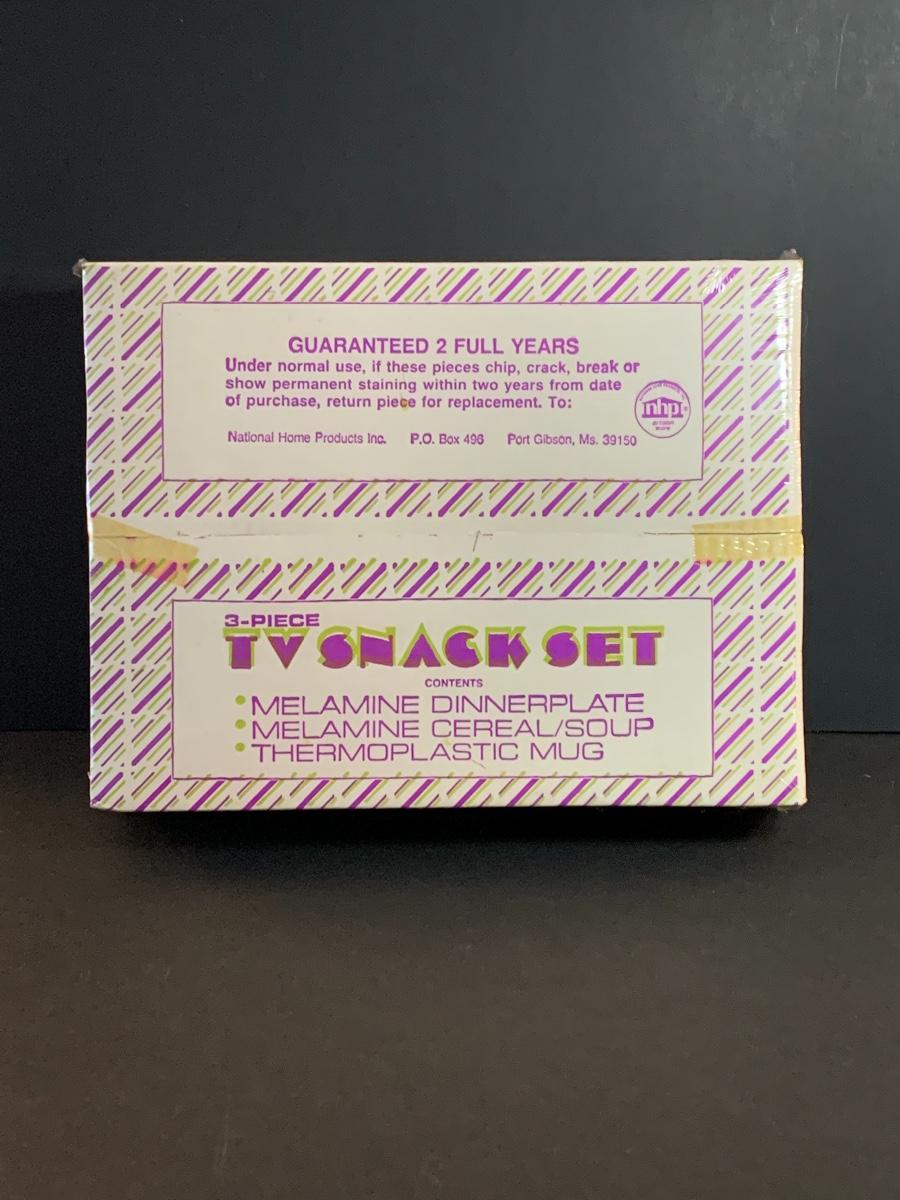 GUARANTEED 2 FULL YEARS
Under normal use, if these pieces chip, crack, break or
show permanent staining within two years from date
of purchase, return piece for replacement. To:
nhp
National Home Products Inc. P.O. Box 496 Port Gibson, Ms. 39150
3-PIECE
TV SNACK SET
CONTENTS
• MELAMINE DINNERPLATE
• MELAMINE CEREAL/SOUP
• THERMOPLASTIC MUG